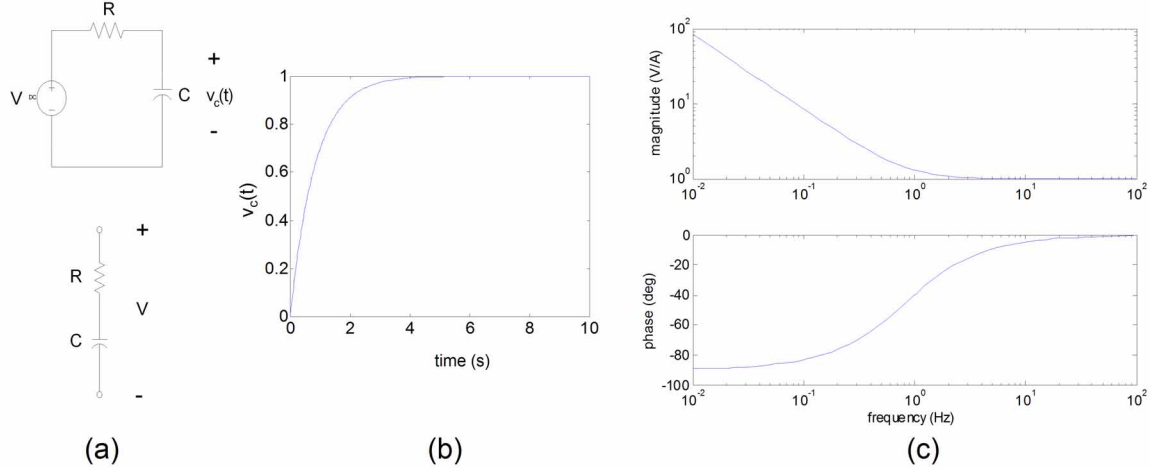 R
+
V DC
C
v_c(t)
-
+
R
V
C
-
(a)
v_c(t)
1
0.8
0.6
0.4
0.2
0
0 2 4 6 8 10
time (s)
(b)
magnitude (V/A)
10^2
10^1
10^0
10^-2 10^-1 10^0 10^1 10^2
phase (deg)
0
-20
-40
-60
-80
-100
10^-2 10^-1 10^0 10^1 10^2
frequency (Hz)
(c)